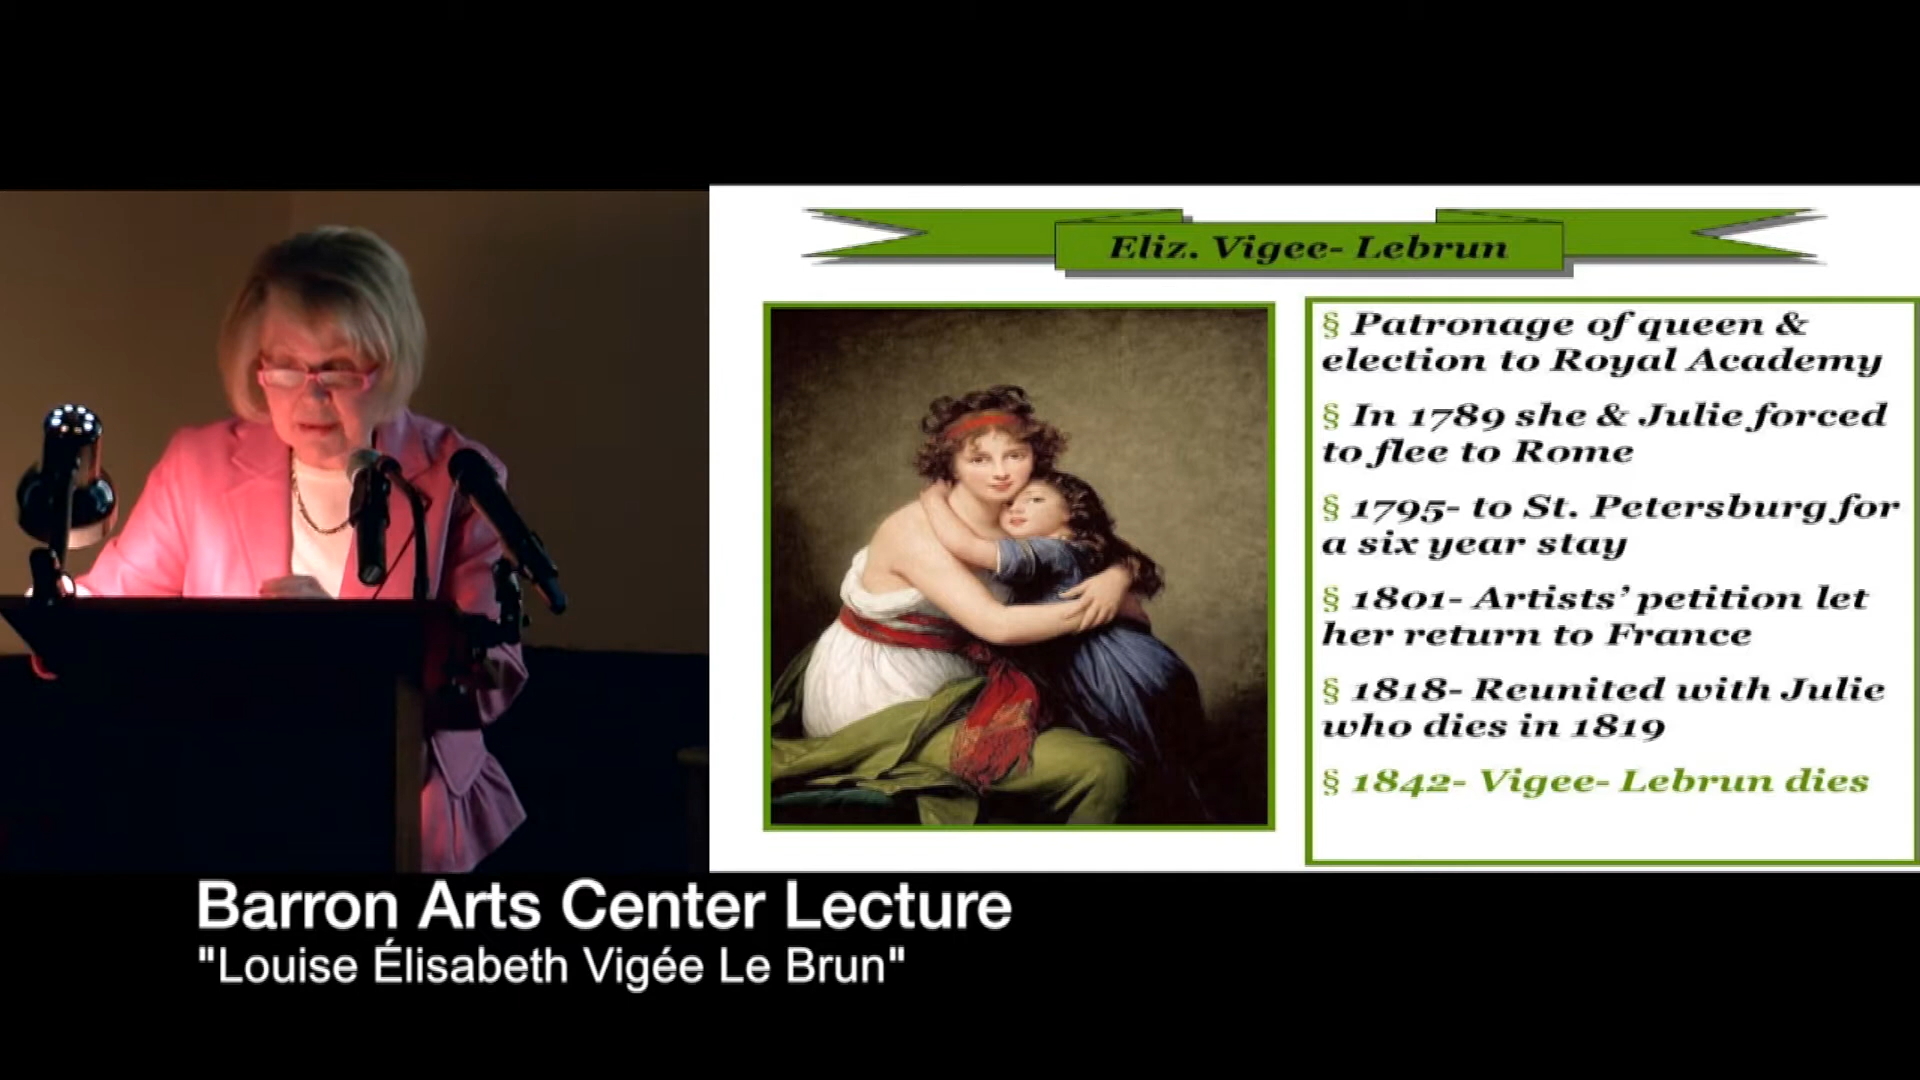 Eliz. Vigee- Lebrun
§ Patronage of queen &
election to Royal Academy
§ In 1789 she & Julie forced
to flee to Rome
§ 1795- to St. Petersburg for
a six year stay
§ 1801- Artists’ petition let
her return to France
§ 1818- Reunited with Julie
who dies in 1819
§ 1842- Vigee- Lebrun dies
Barron Arts Center Lecture
"Louise Élisabeth Vigée Le Brun"